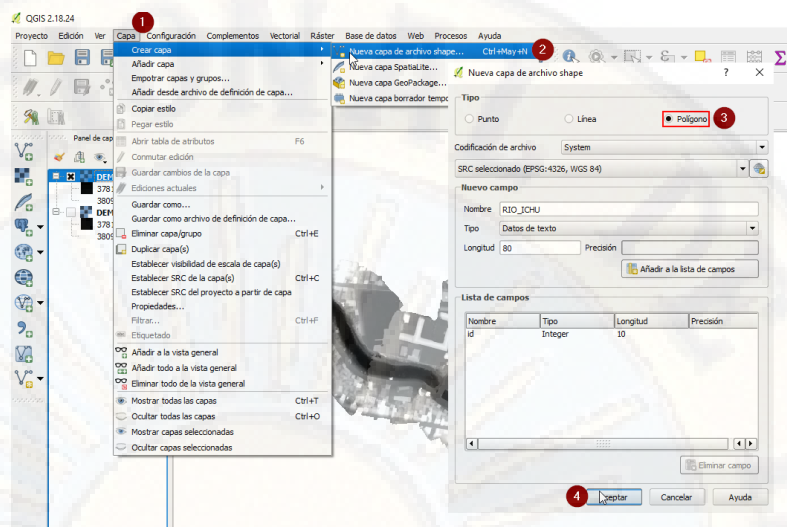 QGIS 2.18.24
Proyecto Edición Ver Capa Configuración Complementos Vectorial Ráster Base de datos Web Procesos Ayuda
1
Crear capa
Añadir capa
Empotrar capas y grupos...
Añadir desde archivo de definición de capa...
Copiar estilo
Pegar estilo
Abrir tabla de atributos F6
Conmutar edición
Guardar cambios de la capa
Ediciones actuales
Guardar como...
Guardar como archivo de definición de capa...
Eliminar capa/grupo Ctrl+E
Duplicar capa(s)
Establecer visibilidad de escala de capa(s)
Establecer SRC de la capa(s) Ctrl+C
Establecer SRC del proyecto a partir de capa
Propiedades...
Filtrar... Ctrl+F
Etiquetado
Añadir a la vista general
Añadir todo a la vista general
Eliminar todo de la vista general
Mostrar todas las capas Ctrl+T
Ocultar todas las capas Ctrl+O
Mostrar capas seleccionadas
Ocultar capas seleccionadas
Nueva capa de archivo shape... Ctrl+May+N
2
Nueva capa SpatiaLite...
Nueva capa GeoPackage...
Nueva capa borrador tempo
Panel de cap
DEM
3781
3809
DEM
3781
3809
Nueva capa de archivo shape ? X
Tipo
Punto Línea Polígono
3
Codificación de archivo System
SRC seleccionado (EPSG:4326, WGS 84)
Nuevo campo
Nombre RIO_ICHU
Tipo Datos de texto
Longitud 80 Precisión
Añadir a la lista de campos
Lista de campos
Nombre Tipo Longitud Precisión
id Integer 10
Eliminar campo
4
Aceptar Cancelar Ayuda